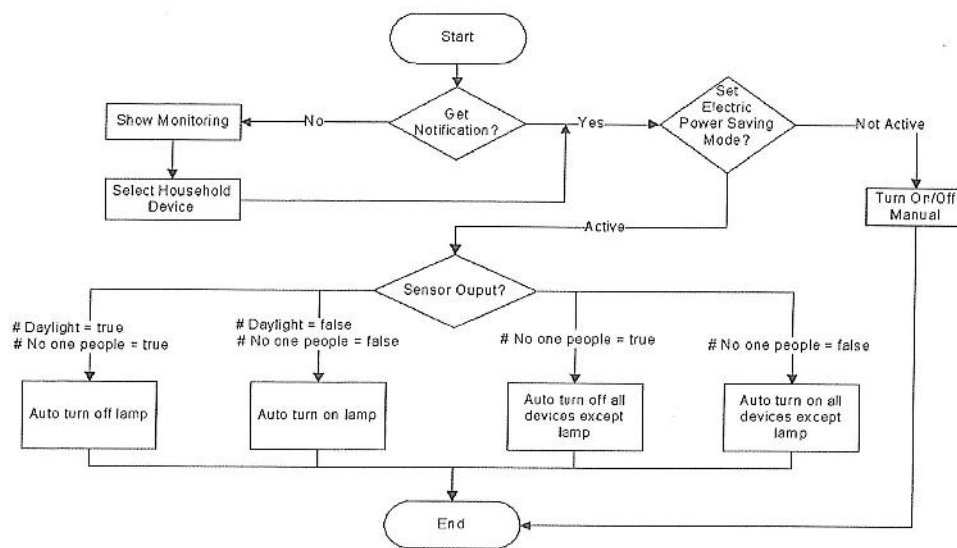 Start
Get
Notification?
No
Yes
Show Monitoring
Select Household
Device
Set
Electric
Power Saving
Mode?
Not Active
Turn On/Off
Manual
Active
Sensor Ouput?
# Daylight = true
# No one people = true
# Daylight = false
# No one people = false
# No one people = true
# No one people = false
Auto turn off lamp
Auto turn on lamp
Auto turn off all
devices except
lamp
Auto turn on all
devices except
lamp
End